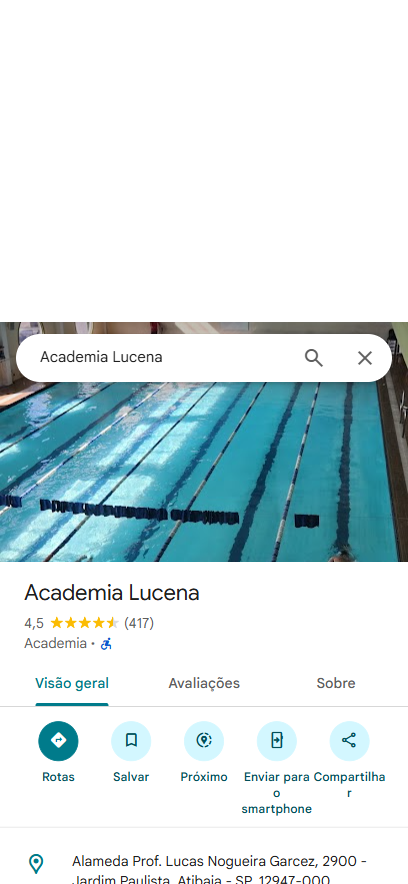 Academia Lucena
Academia Lucena
4,5 (417)
Academia ·
Visão geral Avaliações Sobre
Rotas Salvar Próximo Enviar para o smartphone Compartilhar
Alameda Prof. Lucas Nogueira Garcez, 2900 -
Jardim Paulista, Atibaia - SP, 12947-000